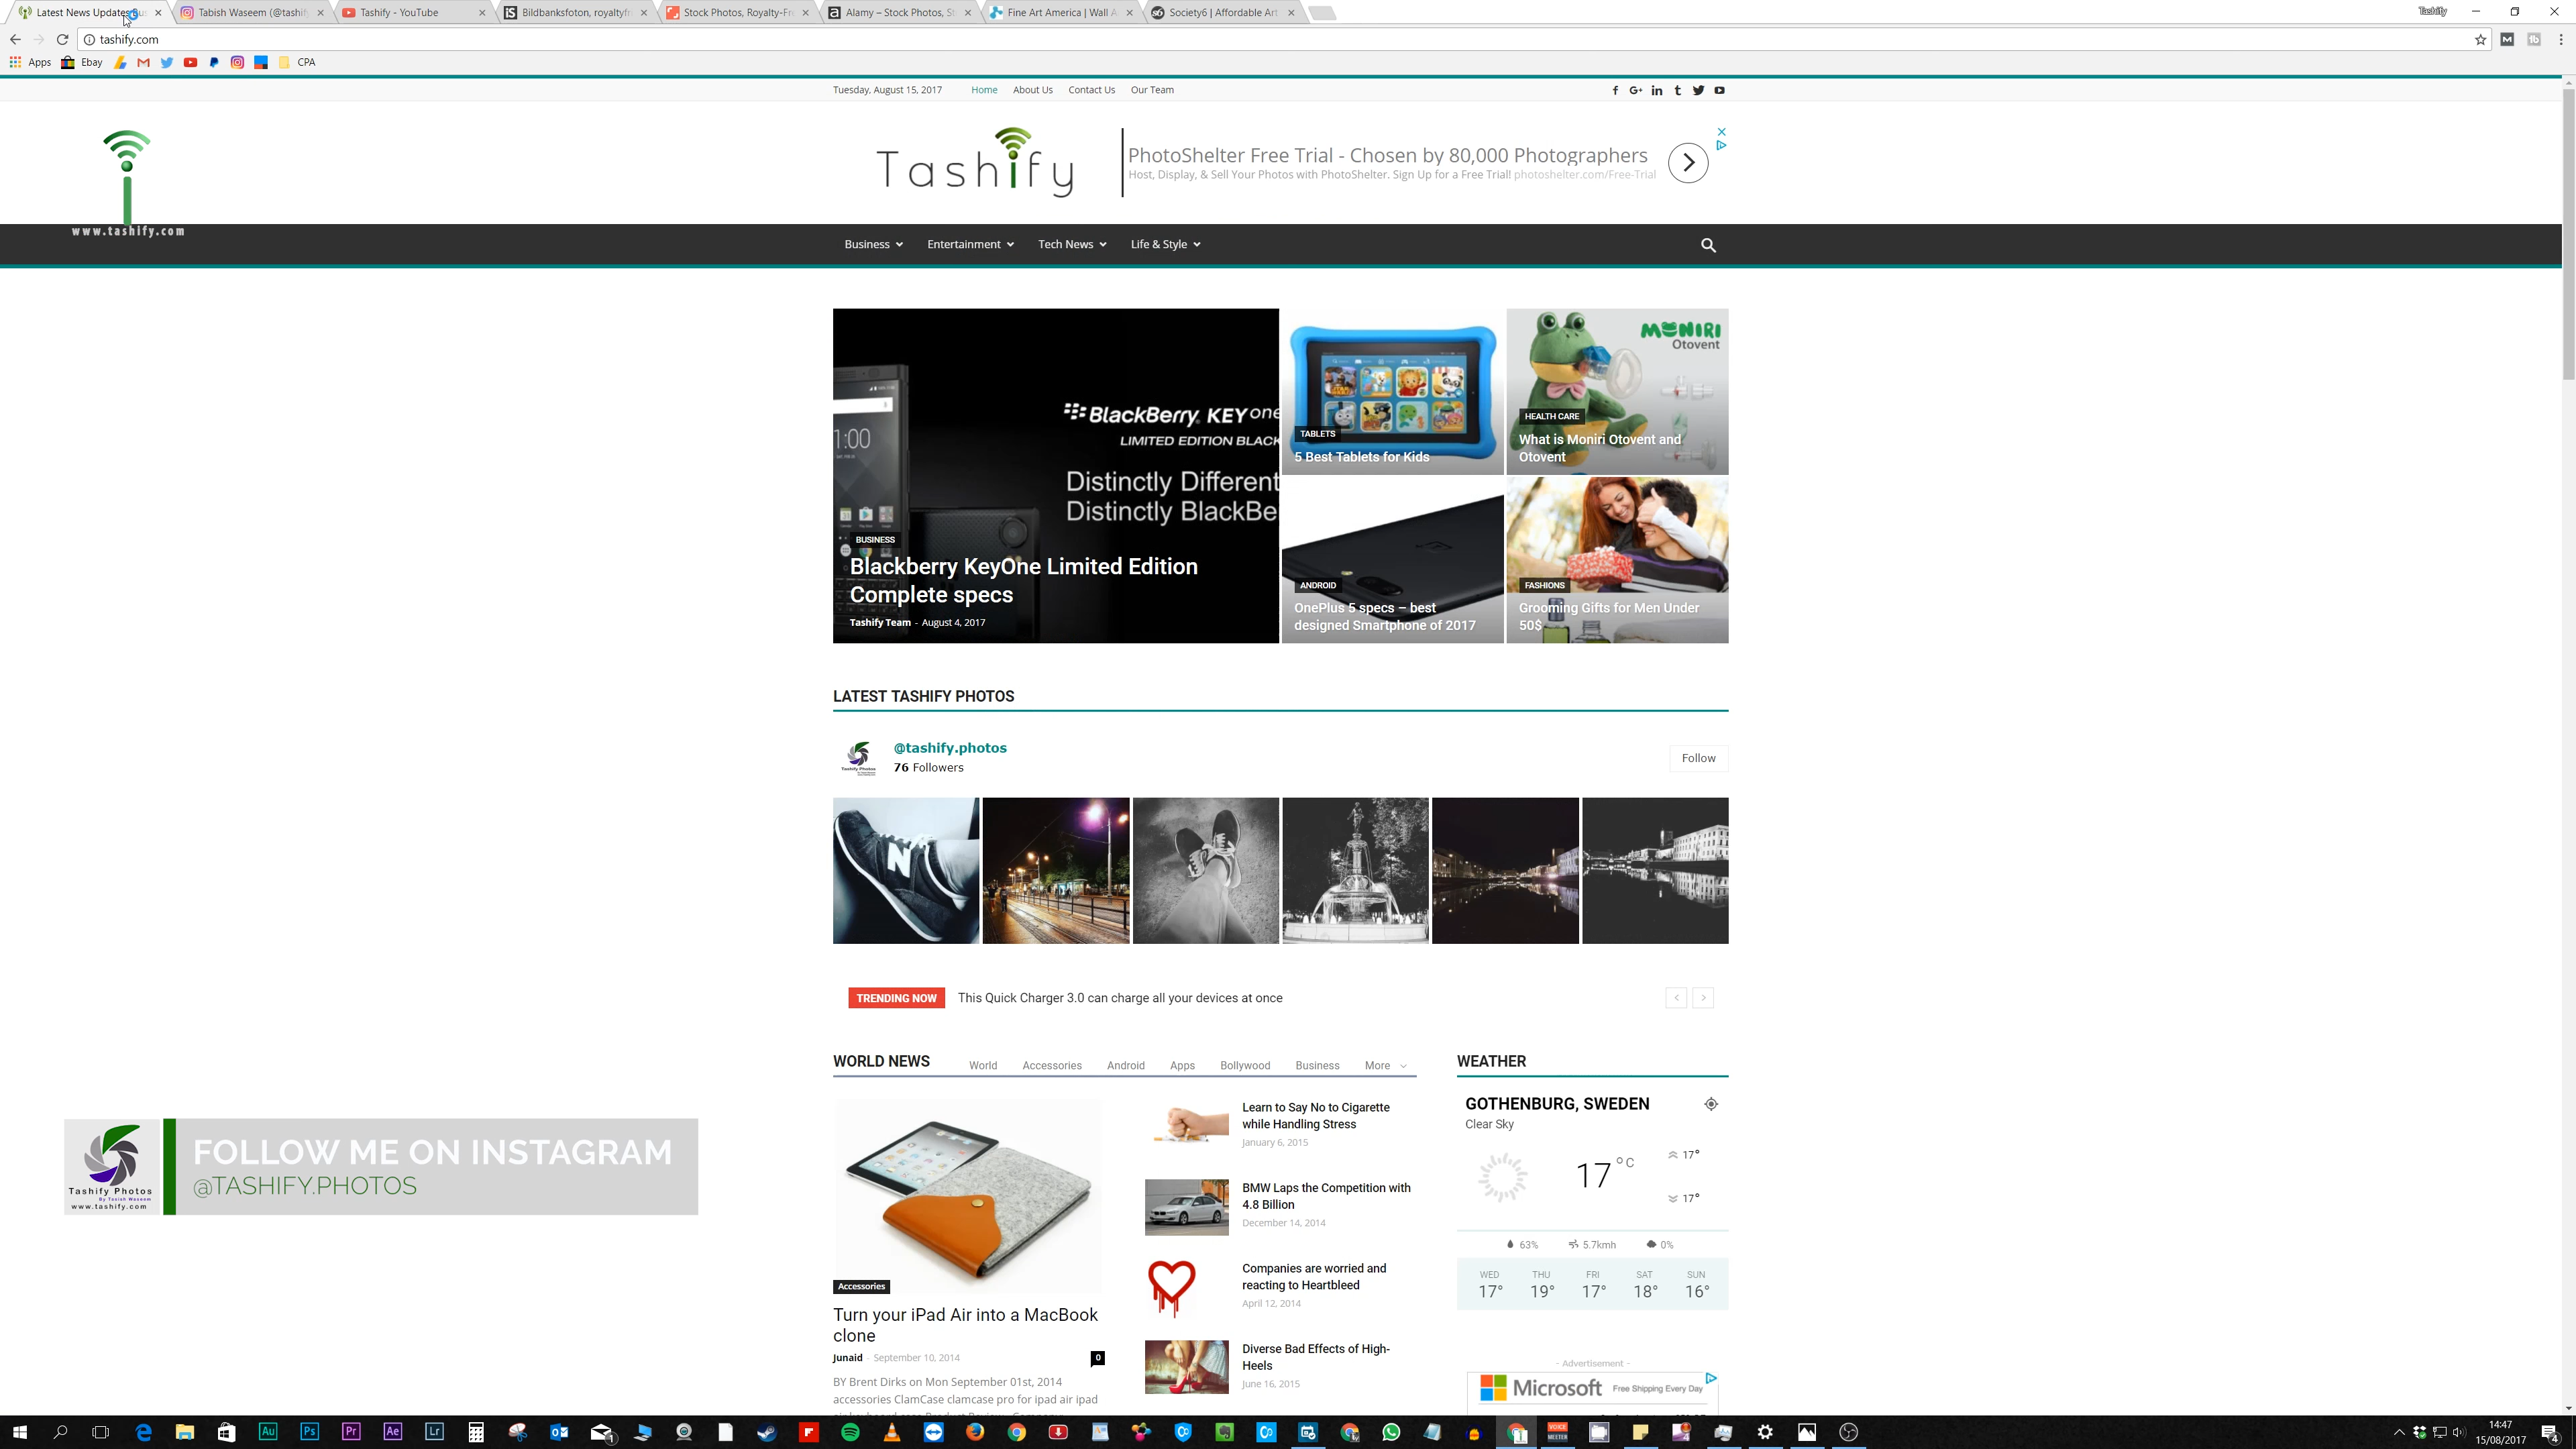 Latest News Updates
Tabish Waseem (@tashify
Tashify - YouTube
Bildbanksfoton, royaltyfr
Stock Photos, Royalty-Fr
Alamy – Stock Photos, St
Fine Art America | Wall A
Society6 | Affordable Art
Tashify
tashify.com
Apps
Ebay
CPA
Tuesday, August 15, 2017
Home
About Us
Contact Us
Our Team
www.tashify.com
Tashify
PhotoShelter Free Trial - Chosen by 80,000 Photographers
Host, Display, & Sell Your Photos with PhotoShelter. Sign Up for a Free Trial! photoshelter.com/Free-Trial
Business
Entertainment
Tech News
Life & Style
1:00
BlackBerry KEYone
LIMITED EDITION BLACK
Distinctly Different
Distinctly BlackBe
BUSINESS
Blackberry KeyOne Limited Edition
Complete specs
Tashify Team - August 4, 2017
TABLETS
5 Best Tablets for Kids
MONIRI
Otovent
HEALTH CARE
What is Moniri Otovent and
Otovent
ANDROID
OnePlus 5 specs – best
designed Smartphone of 2017
FASHIONS
Grooming Gifts for Men Under
50$
LATEST TASHIFY PHOTOS
Tashify Photos
@tashify.photos
76 Followers
Follow
N
TRENDING NOW
This Quick Charger 3.0 can charge all your devices at once
WORLD NEWS
World
Accessories
Android
Apps
Bollywood
Business
More
Accessories
Turn your iPad Air into a MacBook
clone
Junaid - September 10, 2014
0
BY Brent Dirks on Mon September 01st, 2014
accessories ClamCase clamcase pro for ipad air ipad
Learn to Say No to Cigarette
while Handling Stress
January 6, 2015
BMW Laps the Competition with
4.8 Billion
December 14, 2014
Companies are worried and
reacting to Heartbleed
April 12, 2014
Diverse Bad Effects of High-
Heels
June 16, 2015
WEATHER
GOTHENBURG, SWEDEN
Clear Sky
17°C
17°
17°
63%
5.7kmh
0%
WED
THU
FRI
SAT
SUN
17°
19°
17°
18°
16°
- Advertisement -
Microsoft
Free Shipping Every Day
Tashify Photos
By Tabish Waseem
www.tashify.com
FOLLOW ME ON INSTAGRAM
@TASHIFY.PHOTOS
Au
Ps
Pr
Ae
Lr
14:47
15/08/2017
4